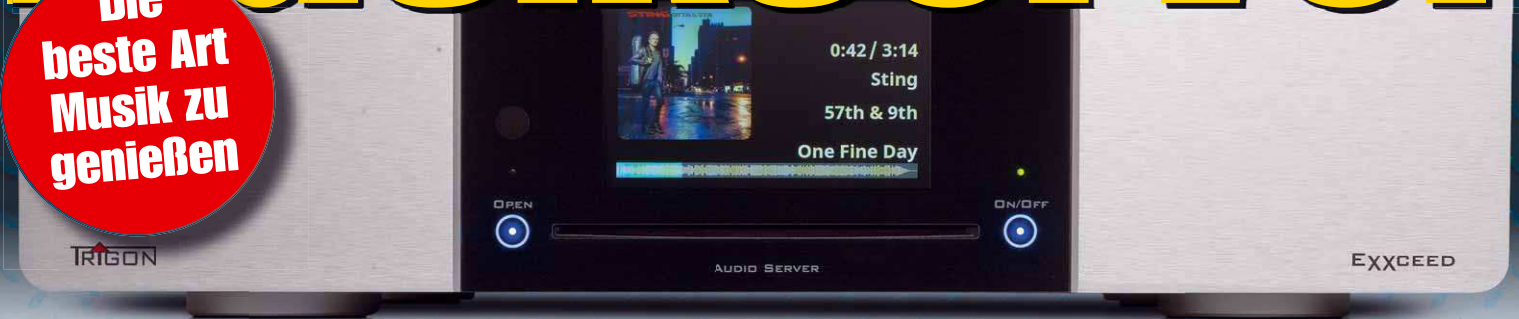 Die
beste Art
Musik zu
genießen
0:42 / 3:14
Sting
57th & 9th
One Fine Day
OPEN
ON/OFF
TRIGON
AUDIO SERVER
EXXCEED